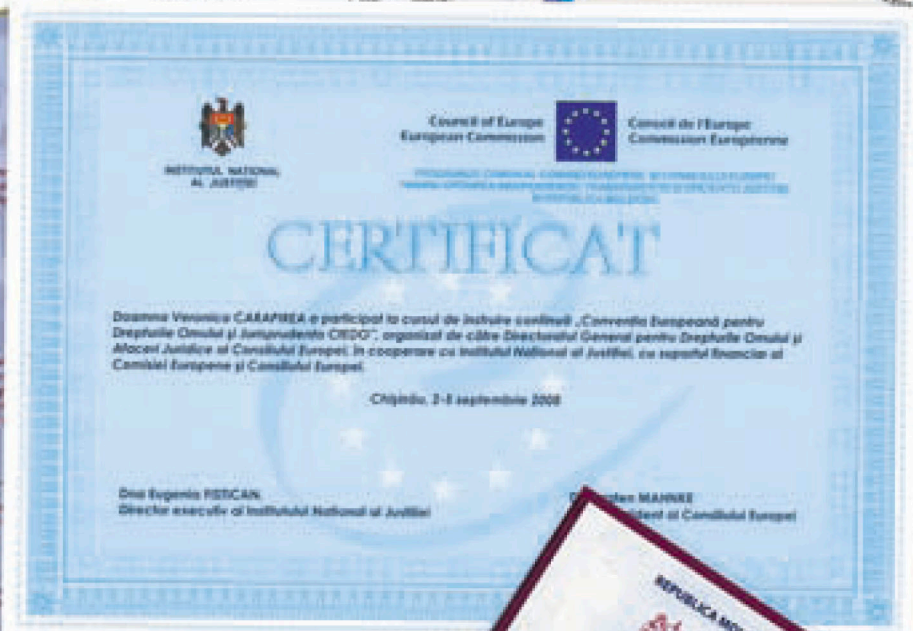 INSTITUTUL NAȚIONAL
AL JUSTIȚIEI
Council of Europe
European Commission
Conseil de l'Europe
Commission Européenne
CERTIFICAT
Doamna Veronica a participat la cursul de instruire continuă „Convenția Europeană pentru
Drepturile Omului și Jurisprudența CtEDO”, organizat de către Directoratul General pentru Drepturile Omului și
Afaceri Juridice al Consiliului Europei, în cooperare cu Institutul Național al Justiției, cu suportul financiar al
Comisiei Europene și Consiliului Europei.
Chișinău, 2-5 septembrie 2008
Dna Eugenia FISTICAN
Director executiv al Institutului Național al Justiției
MAHNKE
al Consiliului Europei
REPUBLICA